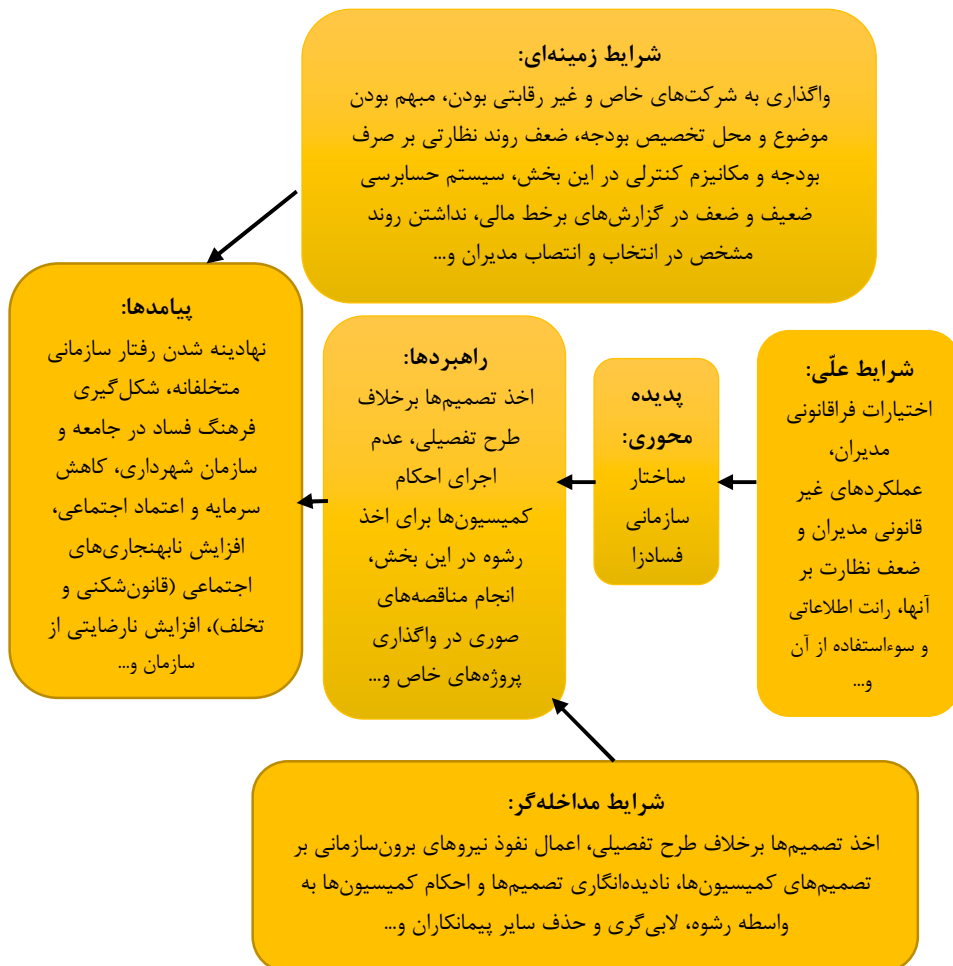 شرایط زمینه‌ای:
واگذاری به شرکت‌های خاص و غیر رقابتی بودن، مبهم بودن
موضوع و محل تخصیص بودجه، ضعف روند نظارتی بر صرف
بودجه و مکانیزم کنترلی در این بخش، سیستم حسابرسی
ضعیف و ضعف در گزارش‌های برخط مالی، نداشتن روند
مشخص در انتخاب و انتصاب مدیران و...
شرایط علّی:
اختیارات فراقانونی
مدیران،
عملکردهای غیر
قانونی مدیران و
ضعف نظارت بر
آنها، رانت اطلاعاتی
و سوءاستفاده از آن
و...
پدیده
محوری:
ساختار
سازمانی
فسادزا
راهبردها:
اخذ تصمیم‌ها برخلاف
طرح تفصیلی، عدم
اجرای احکام
کمیسیون‌ها برای اخذ
رشوه در این بخش،
انجام مناقصه‌های
صوری در واگذاری
پروژه‌های خاص و...
پیامدها:
نهادینه شدن رفتار سازمانی
متخلفانه، شکل‌گیری
فرهنگ فساد در جامعه و
سازمان شهرداری، کاهش
سرمایه و اعتماد اجتماعی،
افزایش نابهنجاری‌های
اجتماعی (قانون‌شکنی و
تخلف)، افزایش نارضایتی از
سازمان و...
شرایط مداخله‌گر:
اخذ تصمیم‌ها برخلاف طرح تفصیلی، اعمال نفوذ نیروهای برون‌سازمانی بر
تصمیم‌های کمیسیون‌ها، نادیده‌انگاری تصمیم‌ها و احکام کمیسیون‌ها به
واسطه رشوه، لابی‌گری و حذف سایر پیمانکاران و...